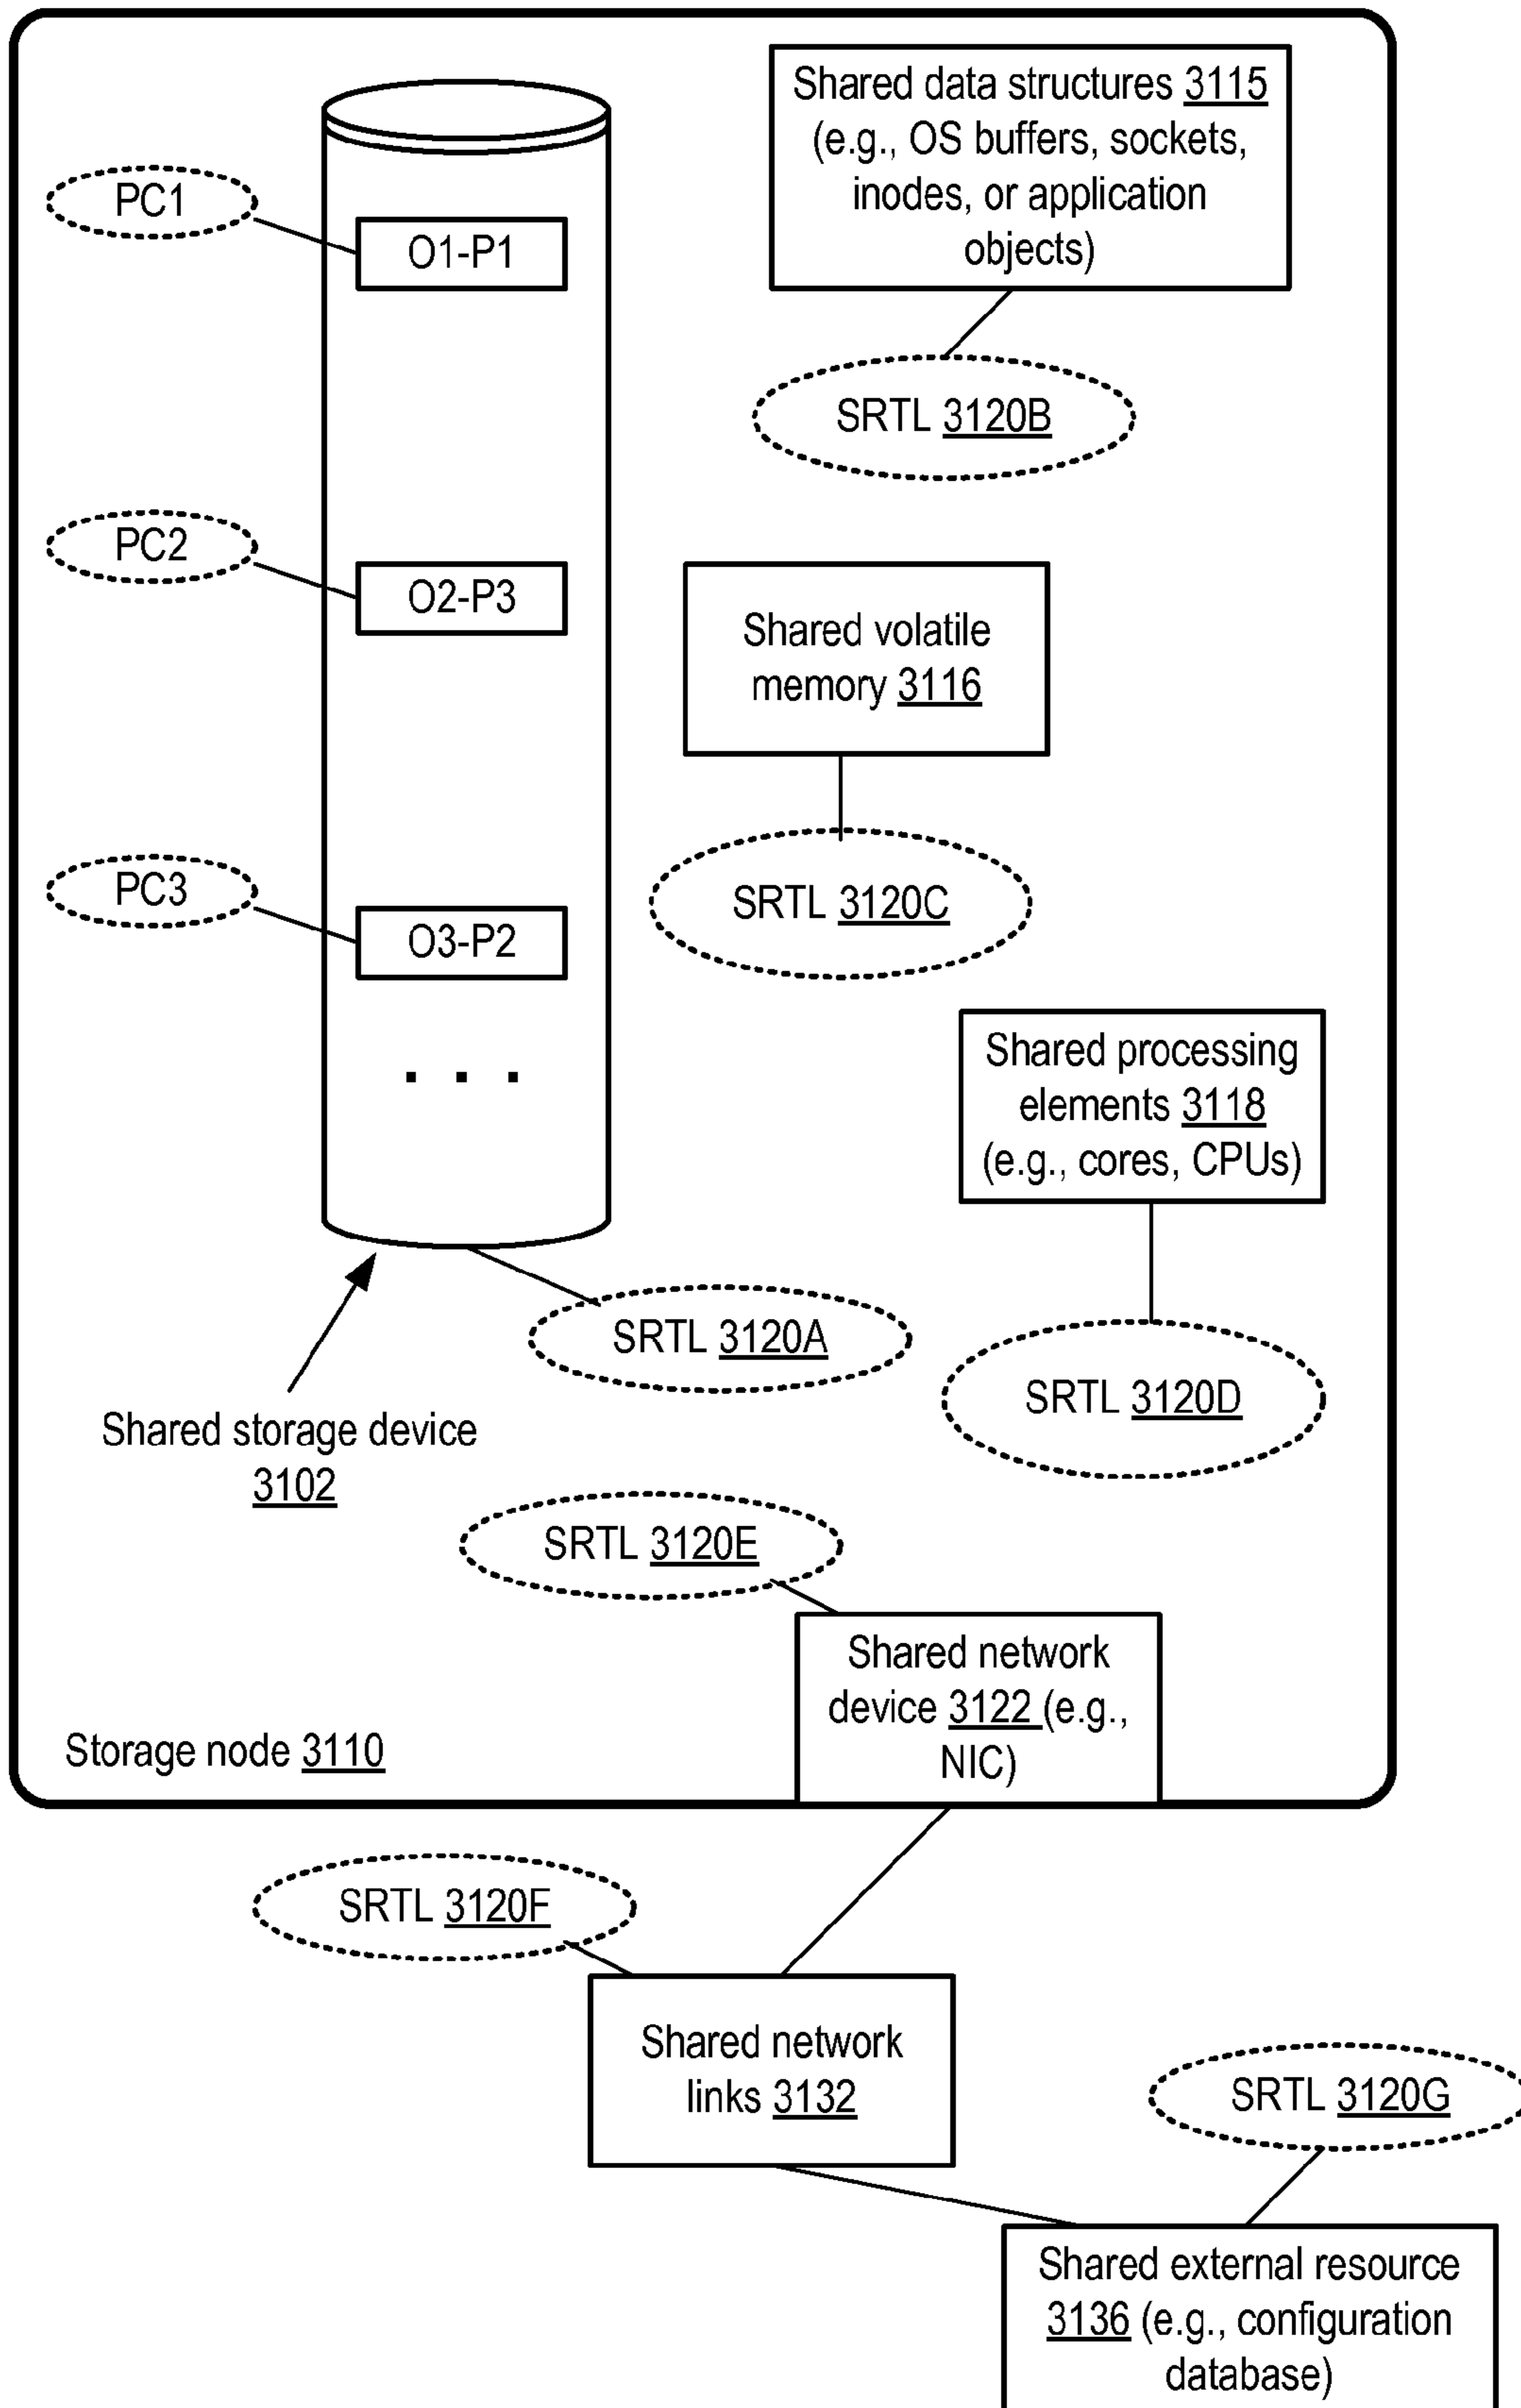 Shared data structures 3115
(e.g., OS buffers, sockets,
inodes, or application
objects)
PC1
O1-P1
SRTL 3120B
PC2
O2-P3
Shared volatile
memory 3116
PC3
O3-P2
SRTL 3120C
Shared processing
elements 3118
(e.g., cores, CPUs)
. . .
SRTL 3120A
SRTL 3120D
Shared storage device
3102
SRTL 3120E
Shared network
device 3122 (e.g.,
NIC)
Storage node 3110
SRTL 3120F
Shared network
links 3132
SRTL 3120G
Shared external resource
3136 (e.g., configuration
database)